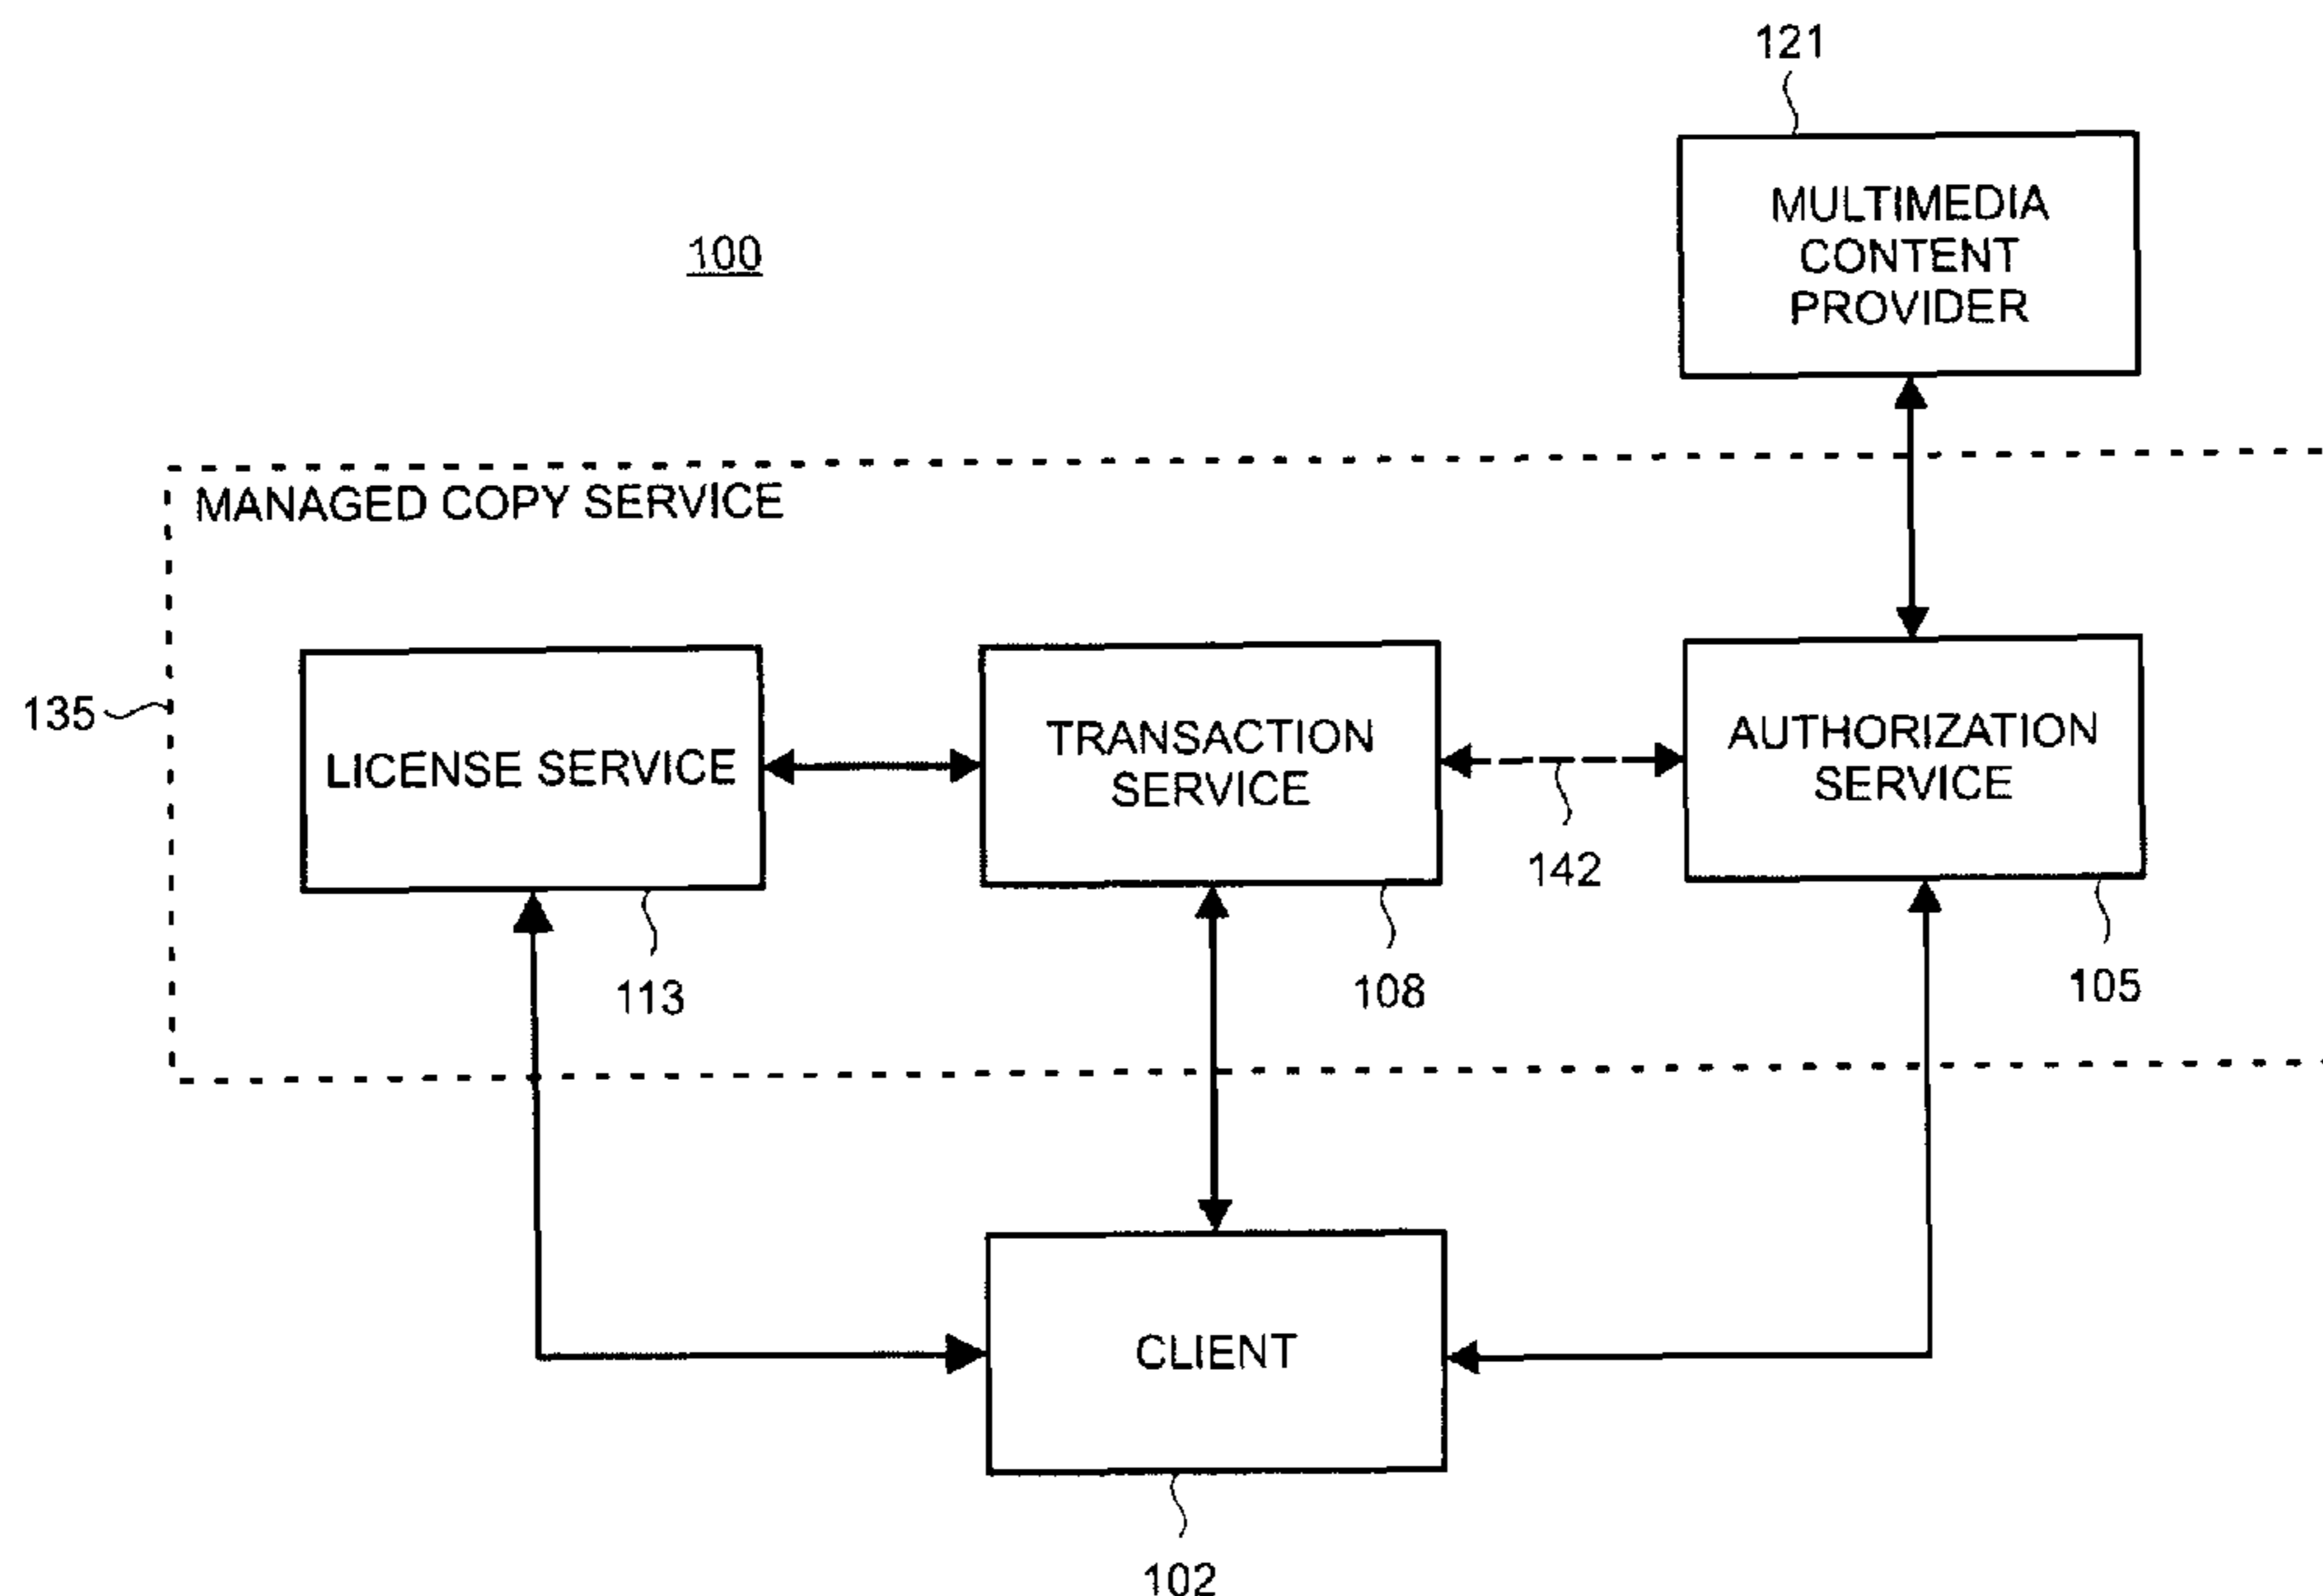 121
MULTIMEDIA
CONTENT
PROVIDER
100
MANAGED COPY SERVICE
135
LICENSE SERVICE
TRANSACTION
SERVICE
AUTHORIZATION
SERVICE
142
113
108
105
CLIENT
102